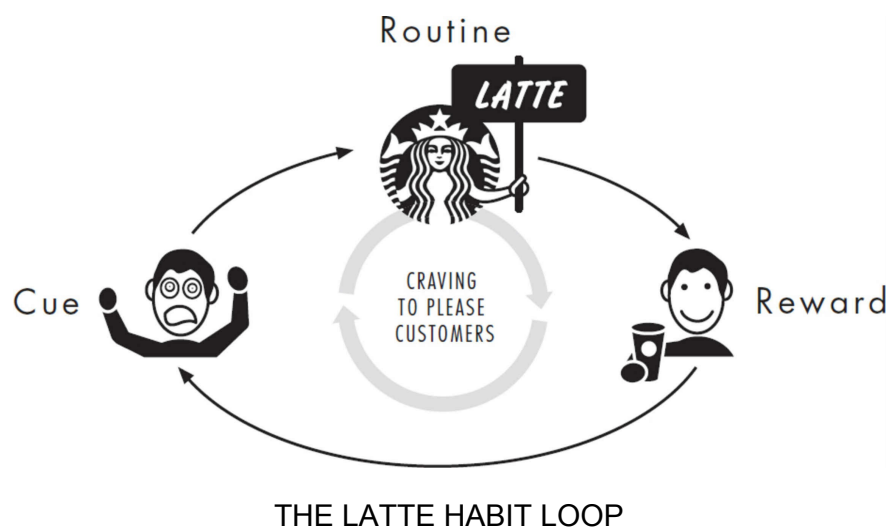 Routine
LATTE
CRAVING
TO PLEASE
CUSTOMERS
Cue
Reward
THE LATTE HABIT LOOP